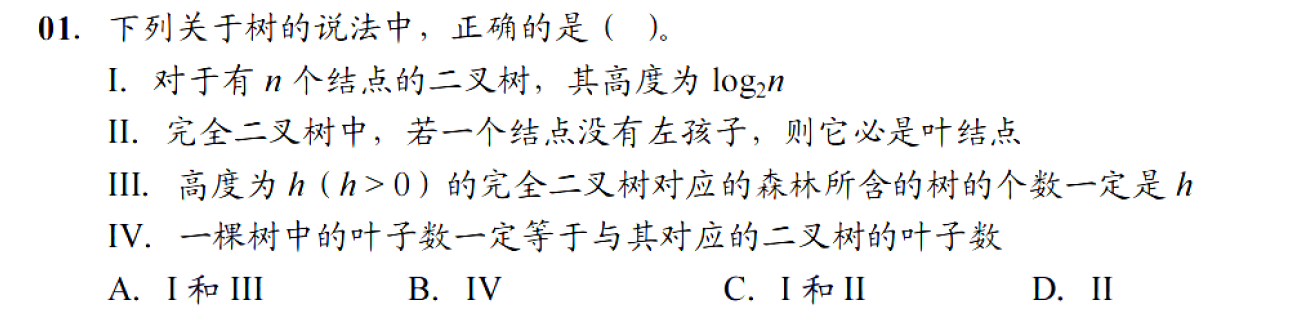 01. 下列关于树的说法中，正确的是（ ）。
I. 对于有 n 个结点的二叉树，其高度为 log₂n
II. 完全二叉树中，若一个结点没有左孩子，则它必是叶结点
III. 高度为 h（h > 0）的完全二叉树对应的森林所含的树的个数一定是 h
IV. 一棵树中的叶子数一定等于与其对应的二叉树的叶子数
A. I 和 III B. IV C. I 和 II D. II